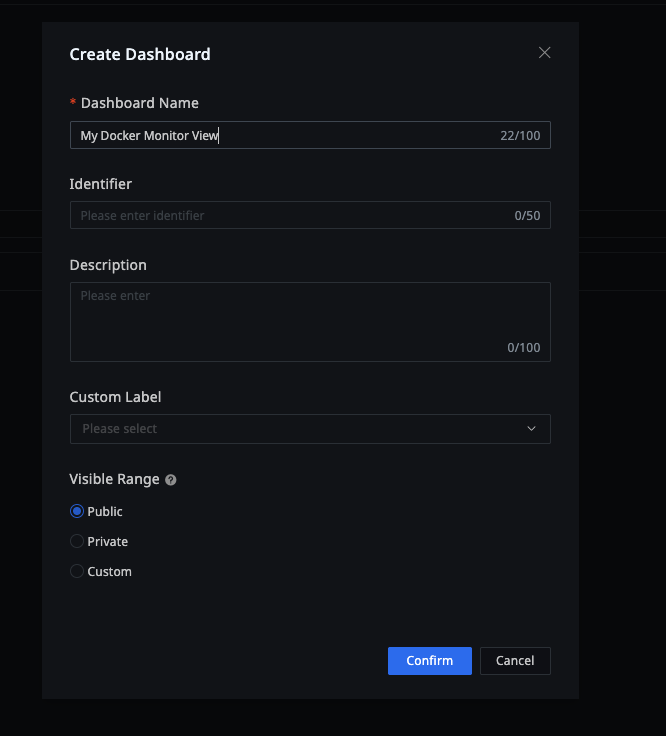 Create Dashboard
* Dashboard Name
My Docker Monitor View 22/100
Identifier
Please enter identifier 0/50
Description
Please enter
0/100
Custom Label
Please select
Visible Range ?
Public
Private
Custom
Confirm Cancel